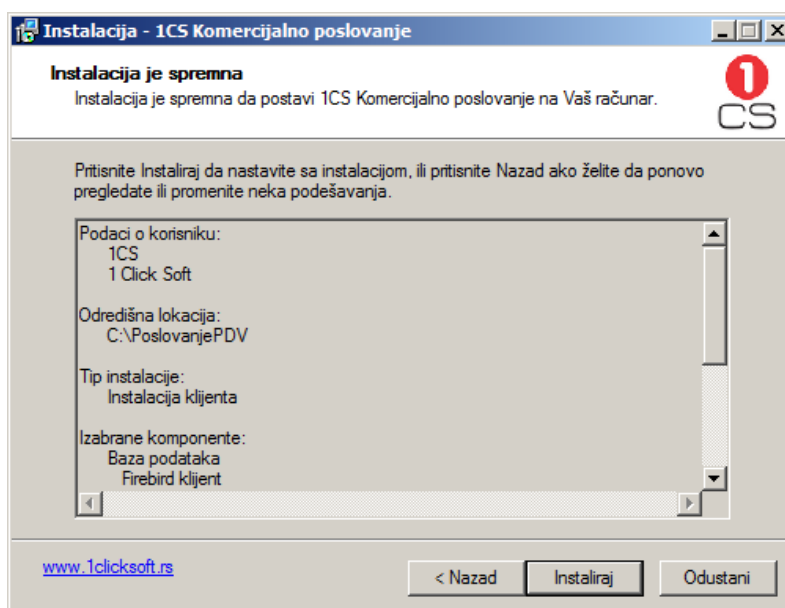 Instalacija - 1CS Komercijalno poslovanje
Instalacija je spremna
Instalacija je spremna da postavi 1CS Komercijalno poslovanje na Vaš računar.
1
CS
Pritisnite Instaliraj da nastavite sa instalacijom, ili pritisnite Nazad ako želite da ponovo
pregledate ili promenite neka podešavanja.
Podaci o korisniku:
1CS
1 Click Soft
Odredišna lokacija:
C:\PoslovanjePDV
Tip instalacije:
Instalacija klijenta
Izabrane komponente:
Baza podataka
Firebird klijent
www.1clicksoft.rs
< Nazad
Instaliraj
Odustani